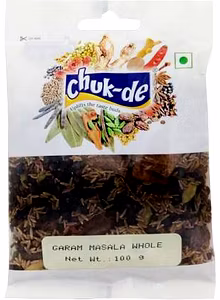 chuk-de
Uplifts the taste buds
GARAM MASALA WHOLE
Net Wt.:100 g